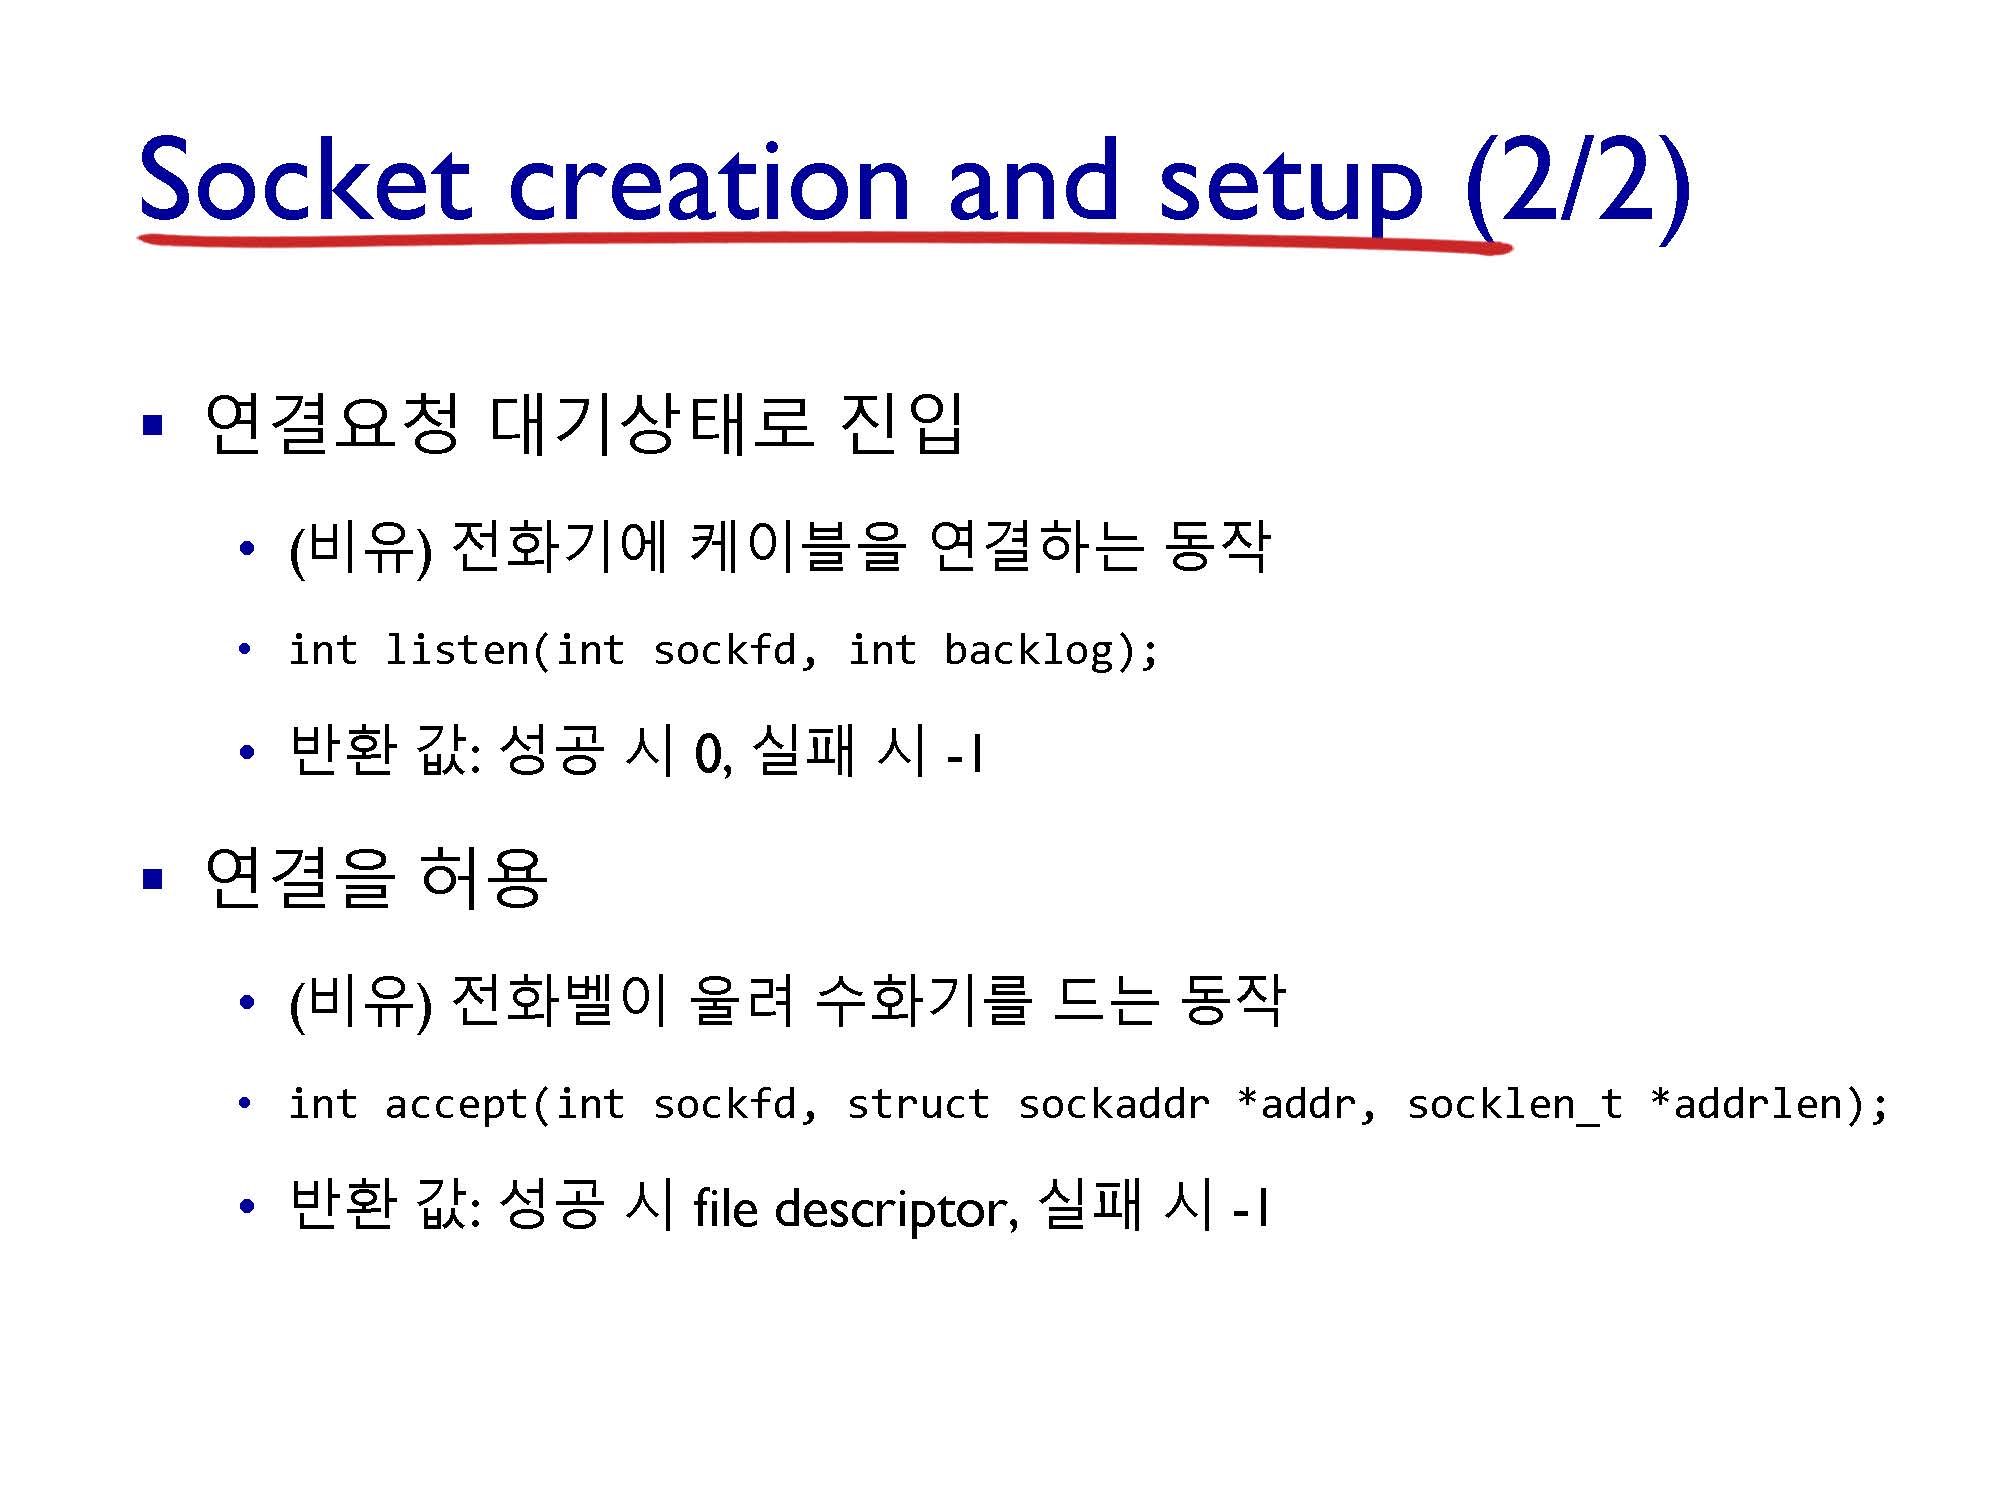 Socket creation and setup (2/2)
▪ 연결요청 대기상태로 진입
• (비유) 전화기에 케이블을 연결하는 동작
• int listen(int sockfd, int backlog);
• 반환 값: 성공 시 0, 실패 시 -1
▪ 연결을 허용
• (비유) 전화벨이 울려 수화기를 드는 동작
• int accept(int sockfd, struct sockaddr *addr, socklen_t *addrlen);
• 반환 값: 성공 시 file descriptor, 실패 시 -1